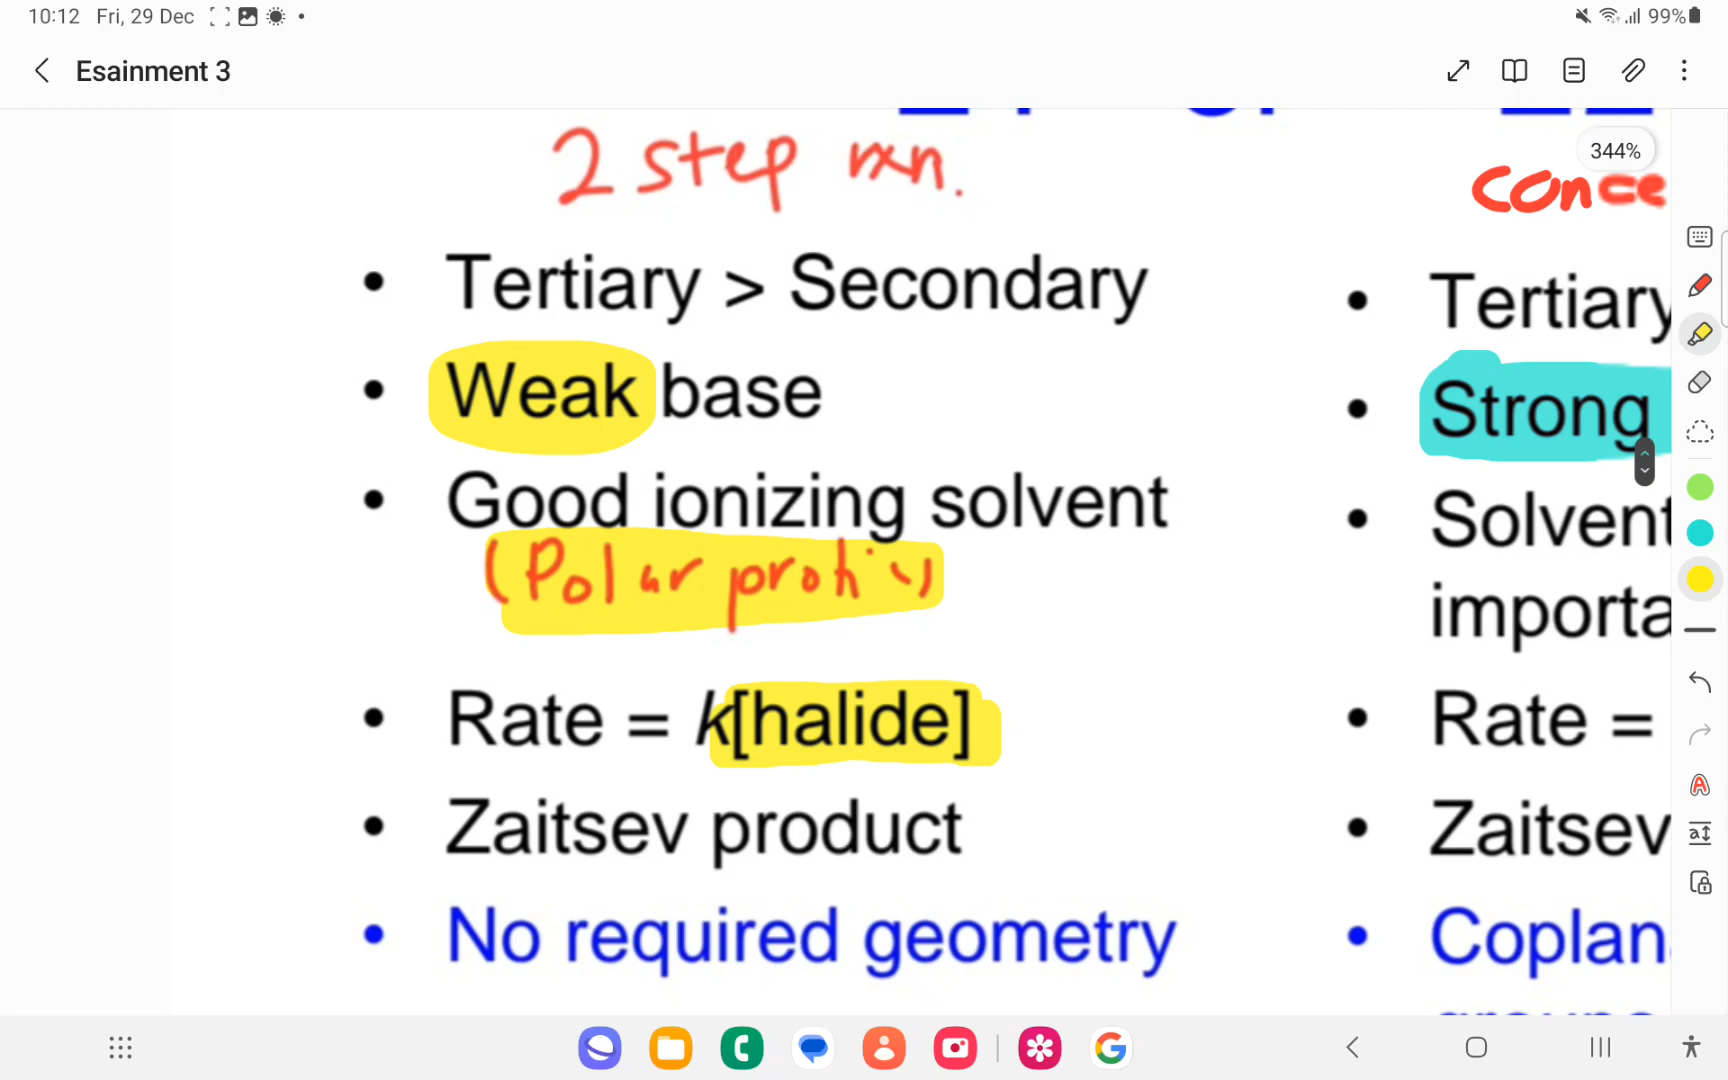 10:12 Fri, 29 Dec
99%
Esainment 3
344%
2 step rxn.
Tertiary > Secondary
Weak base
Good ionizing solvent
(Polar protic)
Rate = k[halide]
Zaitsev product
No required geometry
conce
Tertiary
Strong
Solvent
importa
Rate =
Zaitsev
Coplan